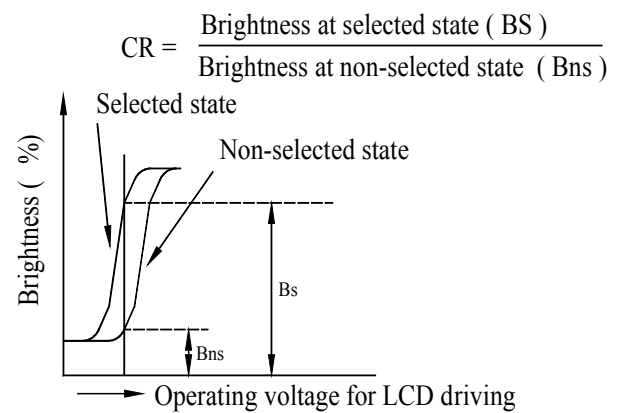 CR = Brightness at selected state ( BS )
Brightness at non-selected state ( Bns )
Selected state
Non-selected state
Brightness ( %)
Bs
Bns
Operating voltage for LCD driving